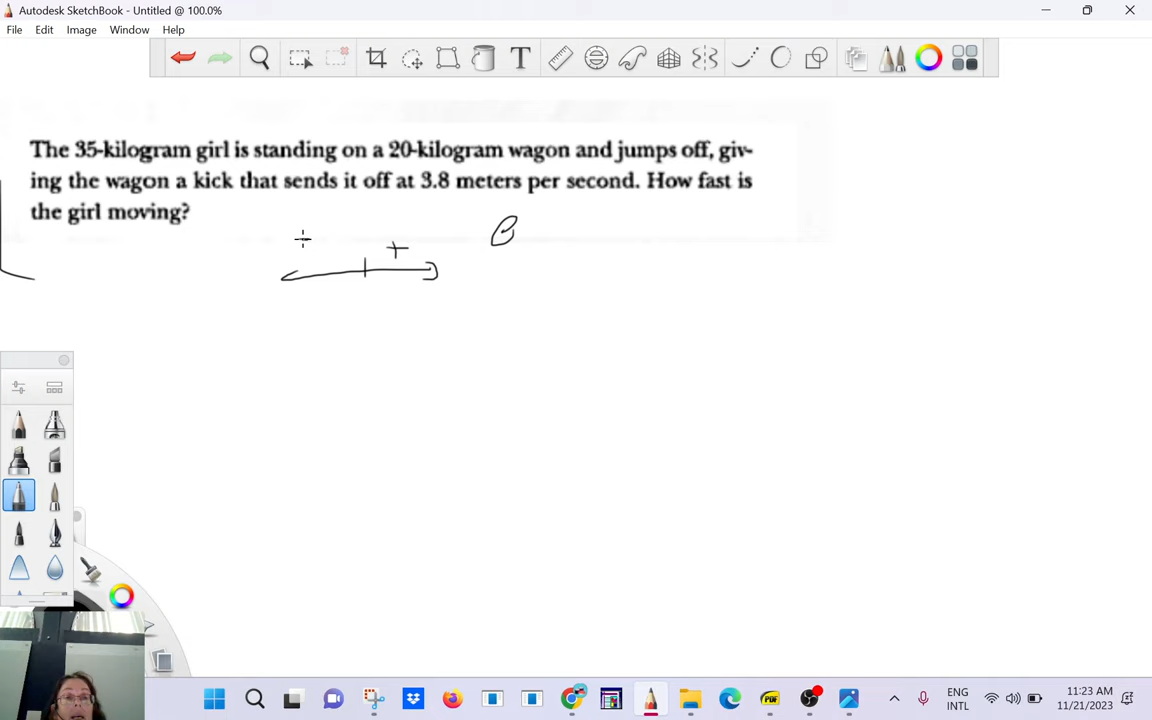 Autodesk SketchBook - Untitled @ 100.0%
File Edit Image Window Help
T
The 35-kilogram girl is standing on a 20-kilogram wagon and jumps off, giv-
ing the wagon a kick that sends it off at 3.8 meters per second. How fast is
the girl moving?
+
ENG
INTL
11:23 AM
11/21/2023